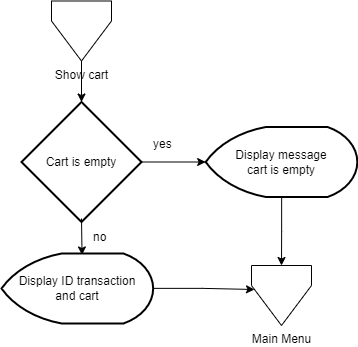 Show cart
Cart is empty
yes
Display message
cart is empty
no
Display ID transaction
and cart
Main Menu